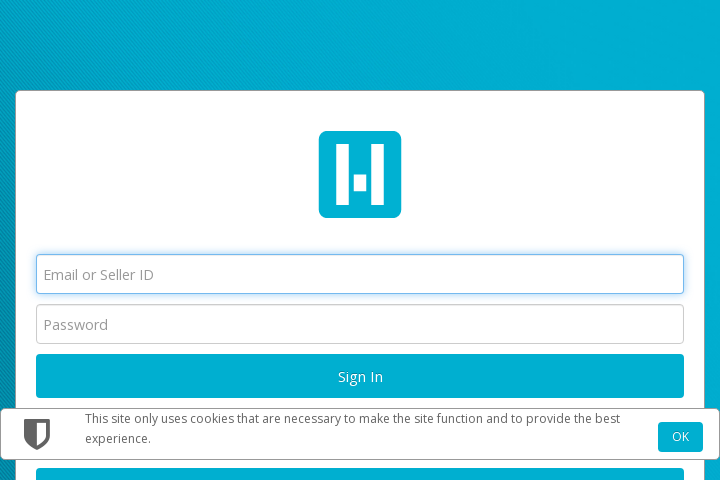 Email or Seller ID
Password
Sign In
This site only uses cookies that are necessary to make the site function and to provide the best
experience.
OK